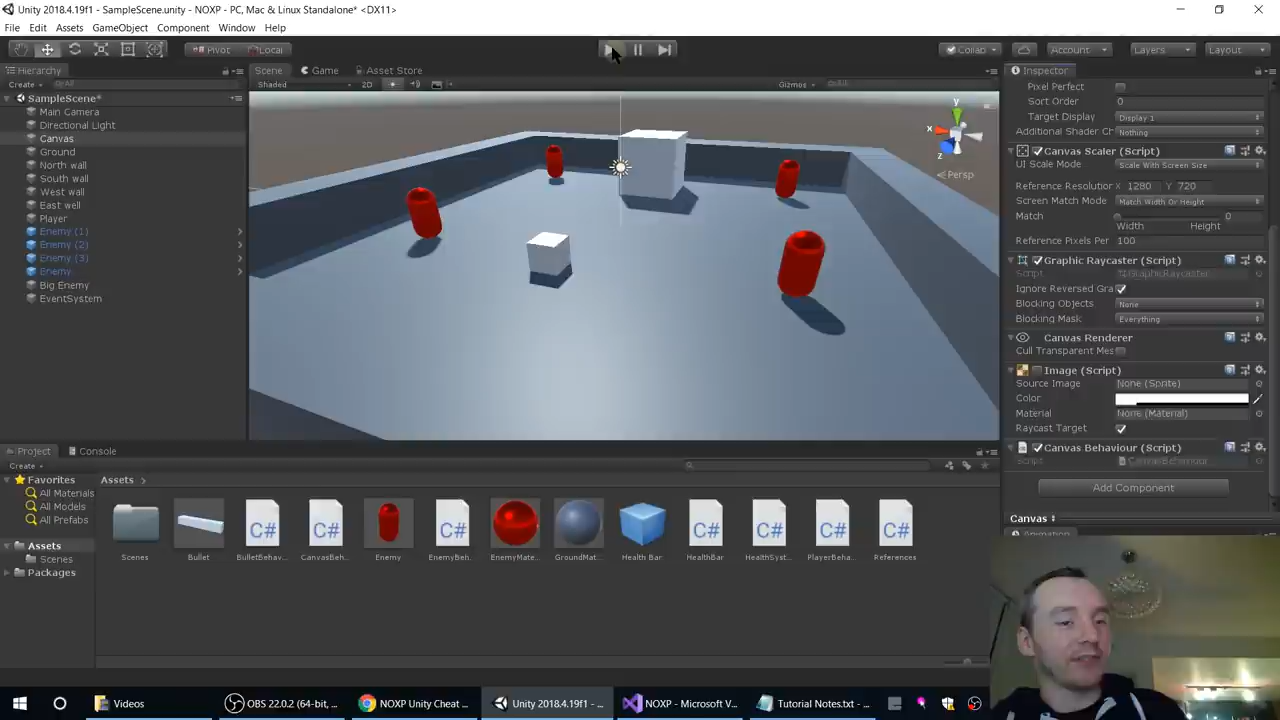 Unity 2018.4.19f1 - SampleScene.unity - NOXP - PC, Mac & Linux Standalone* <DX11>
File Edit Assets GameObject Component Window Help
Pivot Local Collab Account Layers Layout
Hierarchy Scene Game Asset Store Inspector
Create All Shaded 2D Gizmos All
SampleScene*
Main Camera
Directional Light
Canvas
Ground
North wall
South wall
West wall
East well
Player
Enemy (1)
Enemy (2)
Enemy (3)
Enemy
Big Enemy
EventSystem
y
x
z
Persp
Pixel Perfect
Sort Order 0
Target Display Display 1
Additional Shader Ch Nothing
Canvas Scaler (Script)
UI Scale Mode Scale With Screen Size
Reference Resolution X 1280 Y 720
Screen Match Mode Match Width Or Height
Match 0
Width Height
Reference Pixels Per 100
Graphic Raycaster (Script)
Script GraphicRaycaster
Ignore Reversed Gra
Blocking Objects None
Blocking Mask Everything
Canvas Renderer
Cull Transparent Mes
Image (Script)
Source Image None (Sprite)
Color
Material None (Material)
Raycast Target
Canvas Behaviour (Script)
Script CanvasBehaviour
Add Component
Canvas
Animation
Project Console
Create
Favorites
All Materials
All Models
All Prefabs
Assets
Scenes
Packages
Assets
Scenes Bullet BulletBehav... CanvasBeh... Enemy EnemyBeh... EnemyMate... GroundMat... Health Bar HealthBar HealthSyst... PlayerBeha... References
Videos OBS 22.0.2 (64-bit, ... NOXP Unity Cheat ... Unity 2018.4.19f1 - ... NOXP - Microsoft V... Tutorial Notes.txt - ...